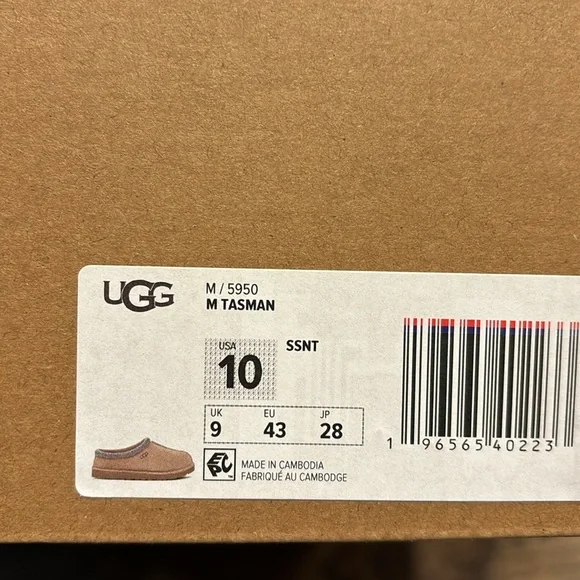 UGG
M / 5950
M TASMAN
USA
10
SSNT
UK EU JP
9 43 28
1 96565 40223
MADE IN CAMBODIA
FABRIQUÉ AU CAMBODGE